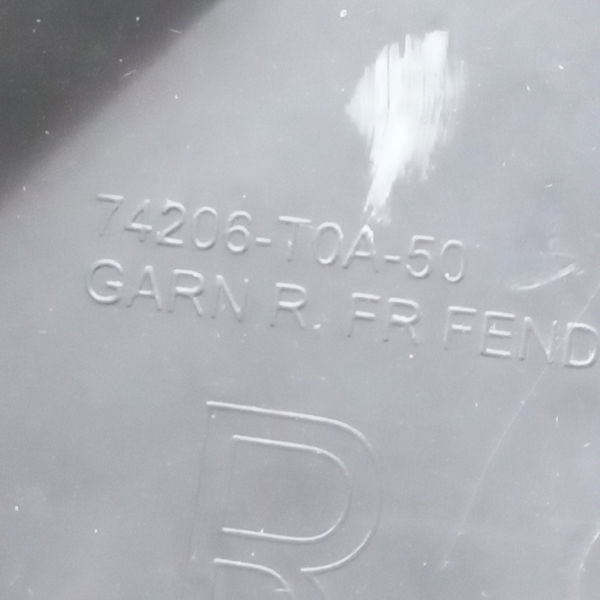 74206-T0A-50
GARN R. FR FEND
R